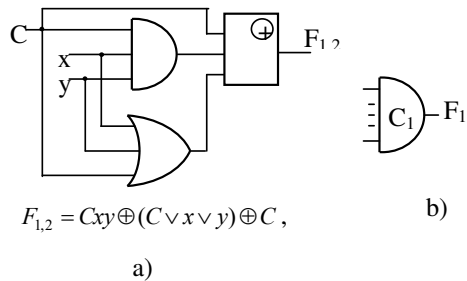 C
x
y
⊕
F1,2
C1
F1
F1,2 = Cxy⊕(C∨x∨y)⊕C ,
a)
b)